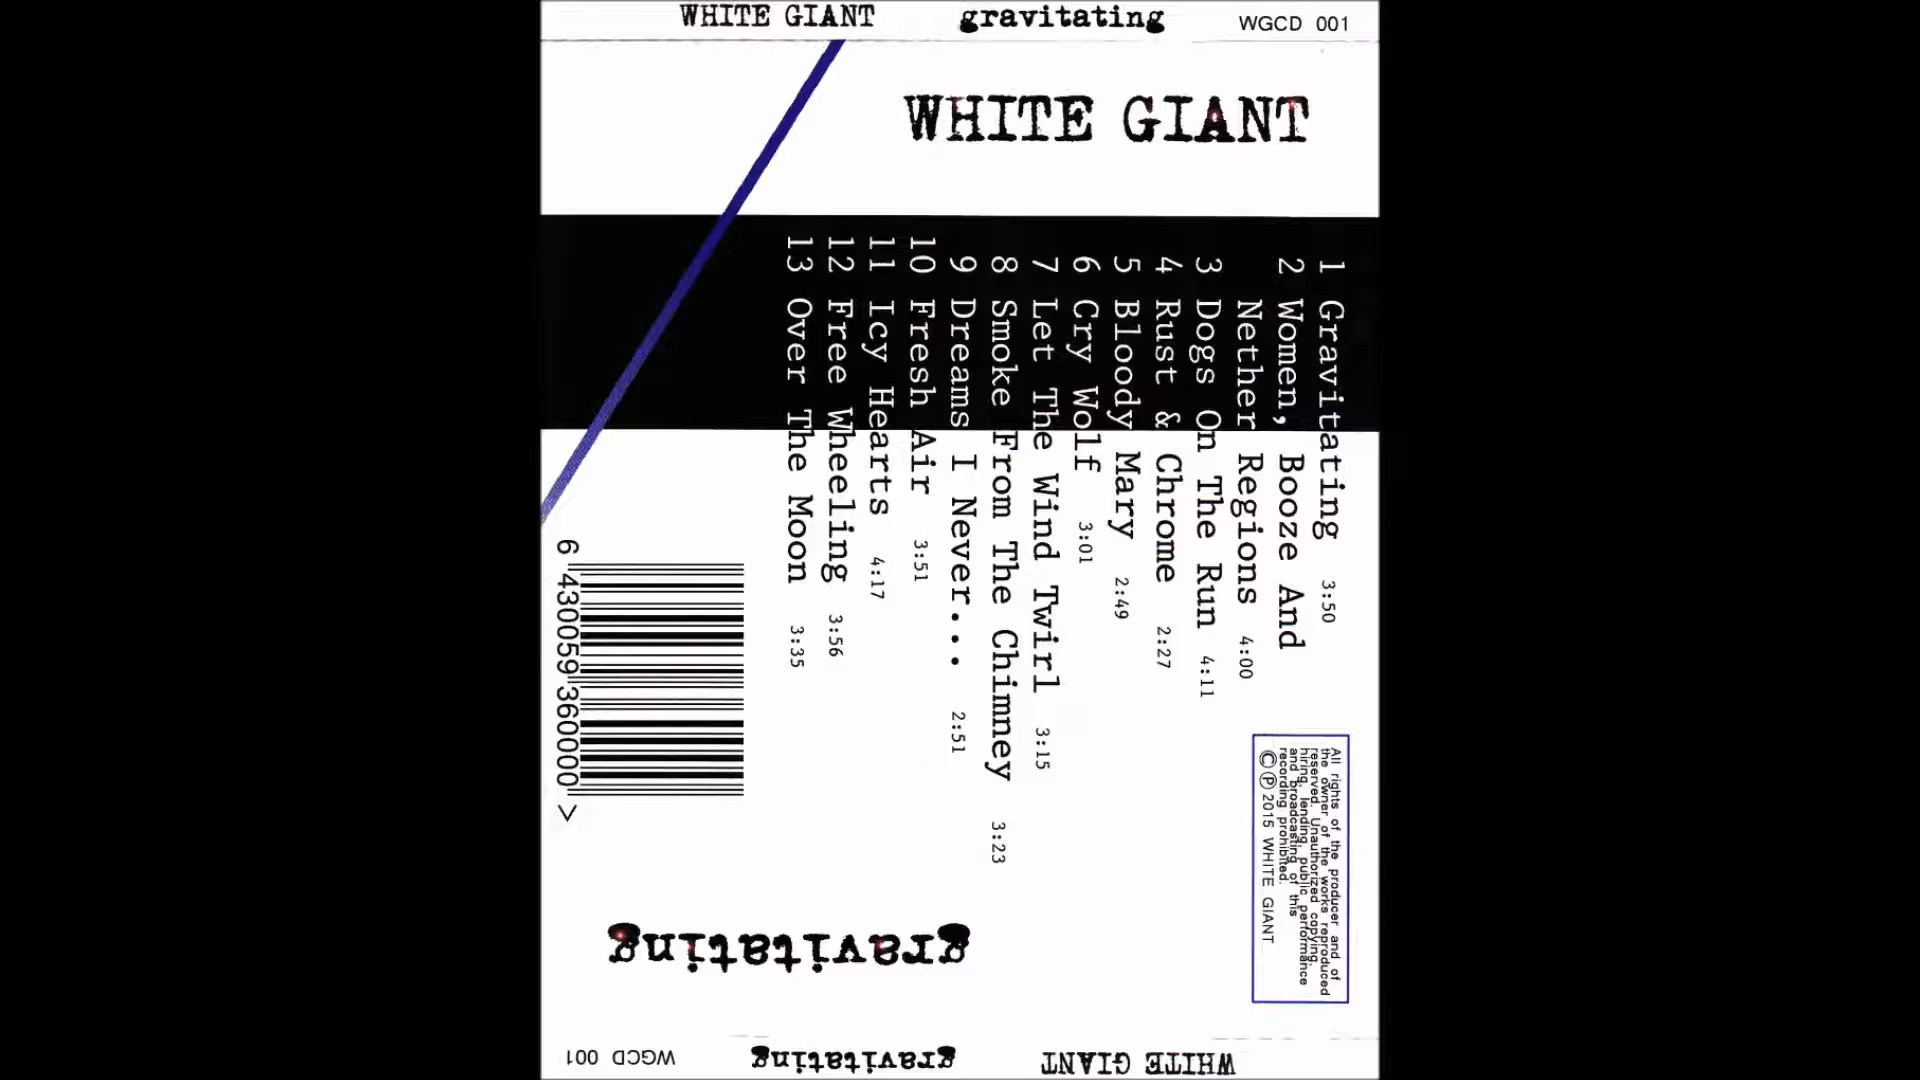 WHITE GIANT gravitating WGCD 001
WHITE GIANT
1 Gravitating 3:50
2 Women, Booze And
Nether Regions 4:00
3 Dogs On The Run 4:11
4 Rust & Chrome 2:27
5 Bloody Mary 2:49
6 Cry Wolf 3:01
7 Let The Wind Twirl 3:15
8 Smoke From The Chimney 3:23
9 Dreams I Never... 2:51
10 Fresh Air 3:51
11 Icy Hearts 4:17
12 Free Wheeling 3:56
13 Over The Moon 3:35
All rights of the producer and of
the owner of the works reproduced
reserved. Unauthorized copying,
hiring, lending, public performance
and broadcasting of this
recording prohibited.
©℗ 2015 WHITE GIANT
6 430059 360000 >
gravitating
WHITE GIANT gravitating WGCD 001